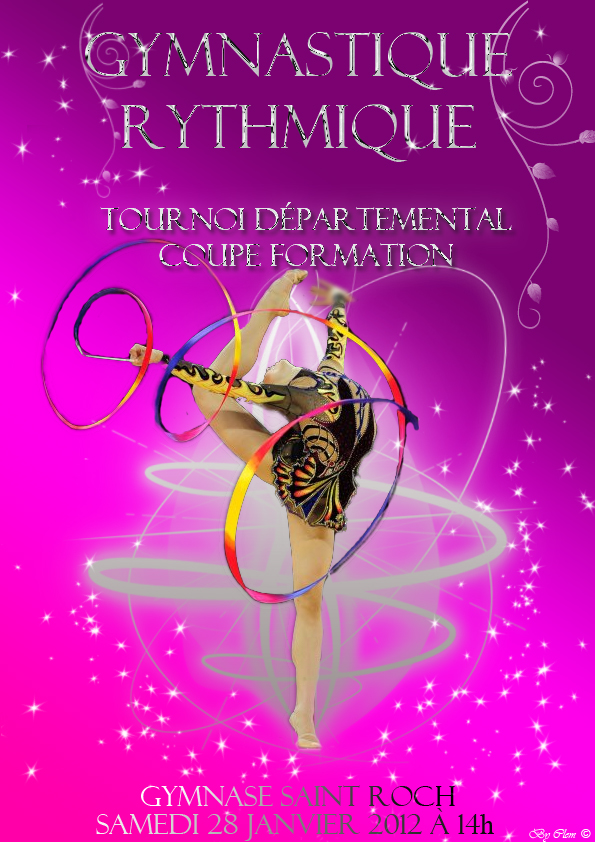 GYMNASTIQUE
RYTHMIQUE
TOURNOI DÉPARTEMENTAL
COUPE FORMATION
GYMNASE SAINT ROCH
SAMEDI 28 JANVIER 2012 À 14h
By Clem ©